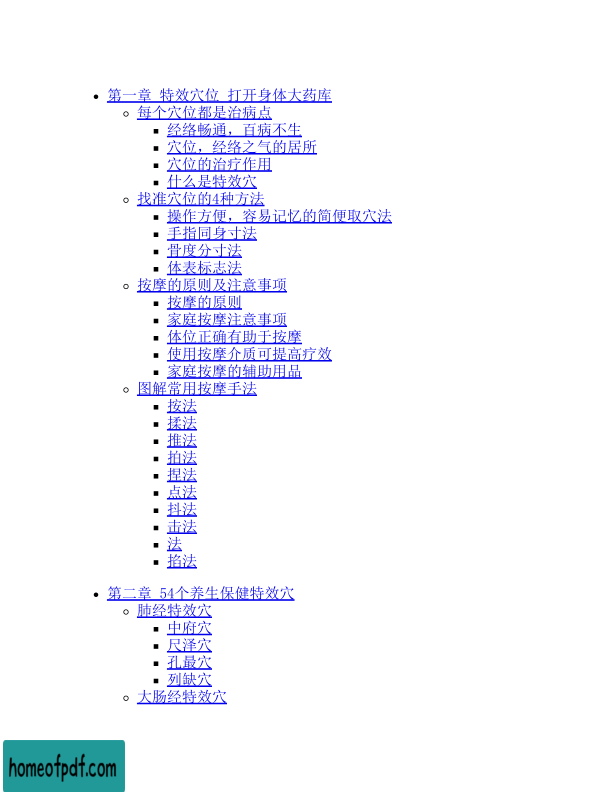 第一章 特效穴位 打开身体大药库
每个穴位都是治病点
经络畅通，百病不生
穴位，经络之气的居所
穴位的治疗作用
什么是特效穴
找准穴位的4种方法
操作方便，容易记忆的简便取穴法
手指同身寸法
骨度分寸法
体表标志法
按摩的原则及注意事项
按摩的原则
家庭按摩注意事项
体位正确有助于按摩
使用按摩介质可提高疗效
家庭按摩的辅助用品
图解常用按摩手法
按法
揉法
推法
拍法
捏法
点法
抖法
击法
法
掐法
第二章 54个养生保健特效穴
肺经特效穴
中府穴
尺泽穴
孔最穴
列缺穴
大肠经特效穴
homeofpdf.com